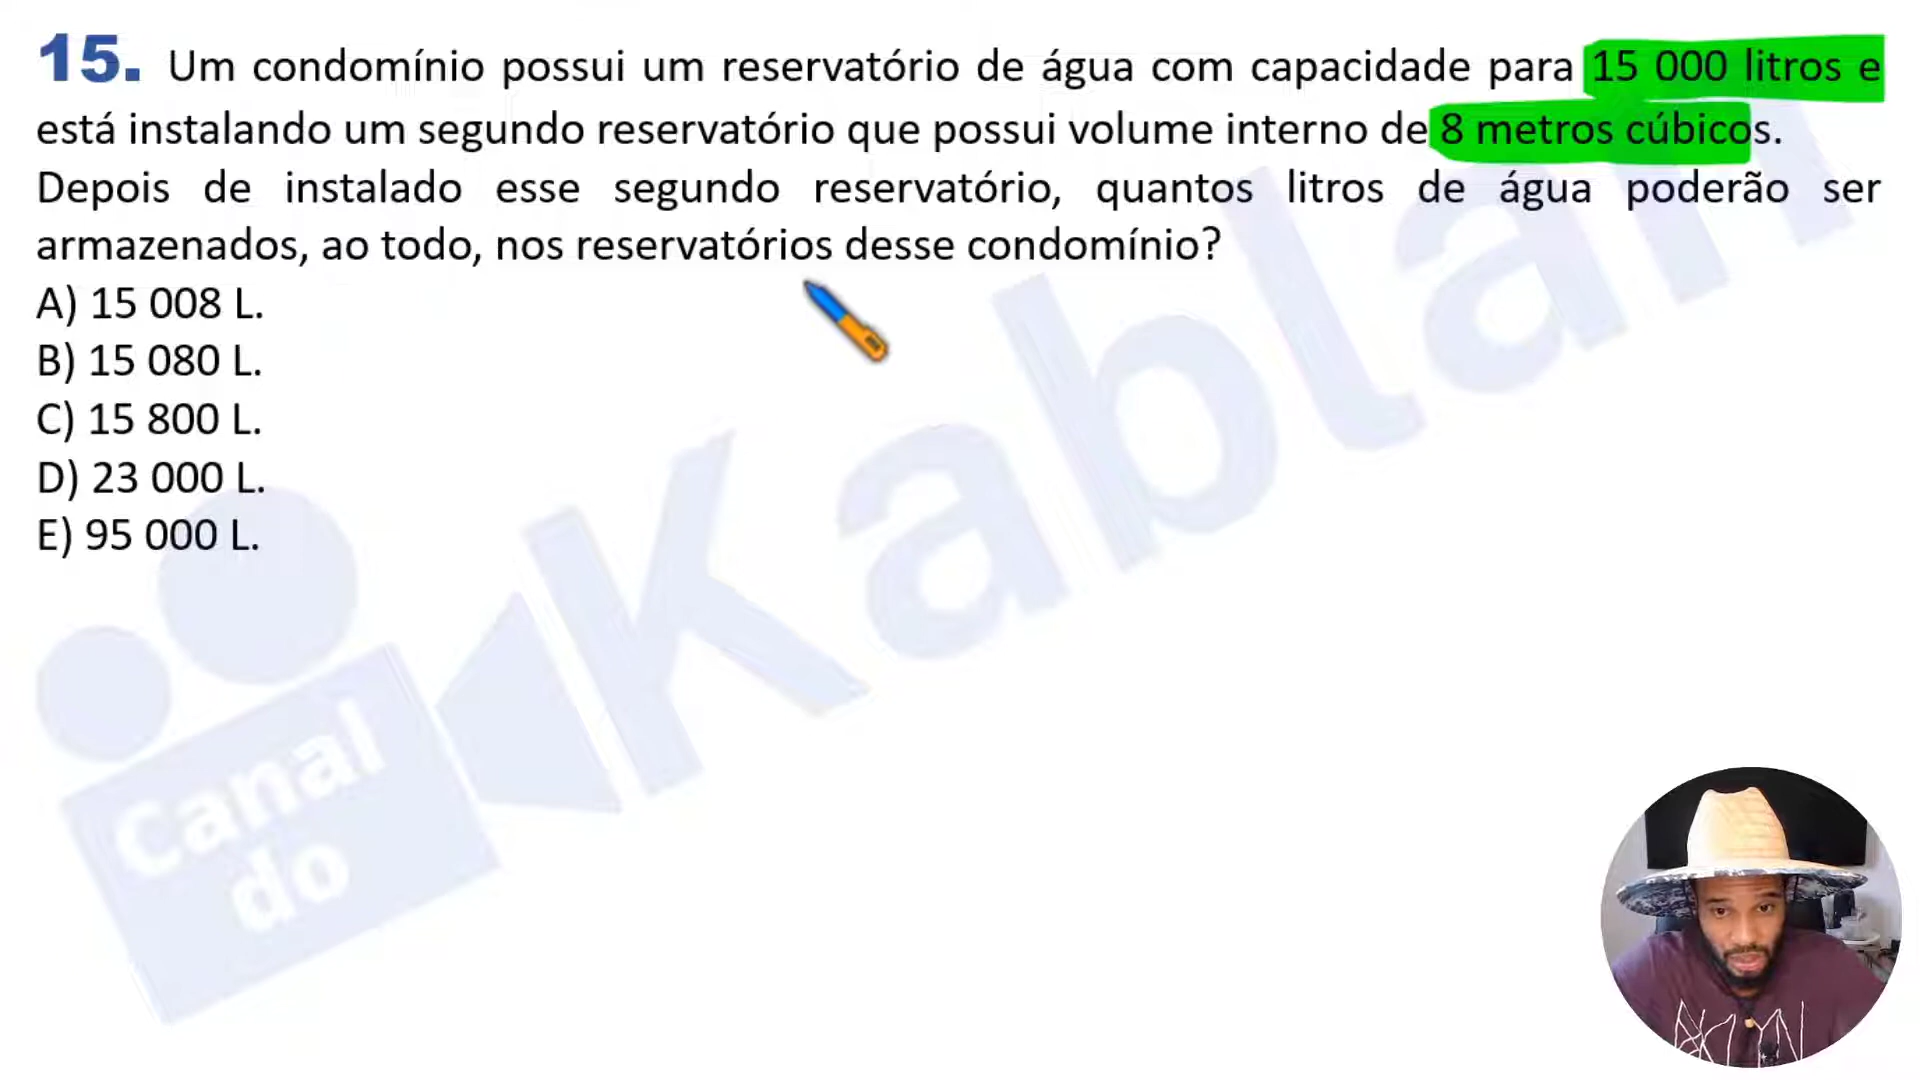 15. Um condomínio possui um reservatório de água com capacidade para 15 000 litros e
está instalando um segundo reservatório que possui volume interno de 8 metros cúbicos.
Depois de instalado esse segundo reservatório, quantos litros de água poderão ser
armazenados, ao todo, nos reservatórios desse condomínio?
A) 15 008 L.
B) 15 080 L.
C) 15 800 L.
D) 23 000 L.
E) 95 000 L.
Canal
do
Kablan